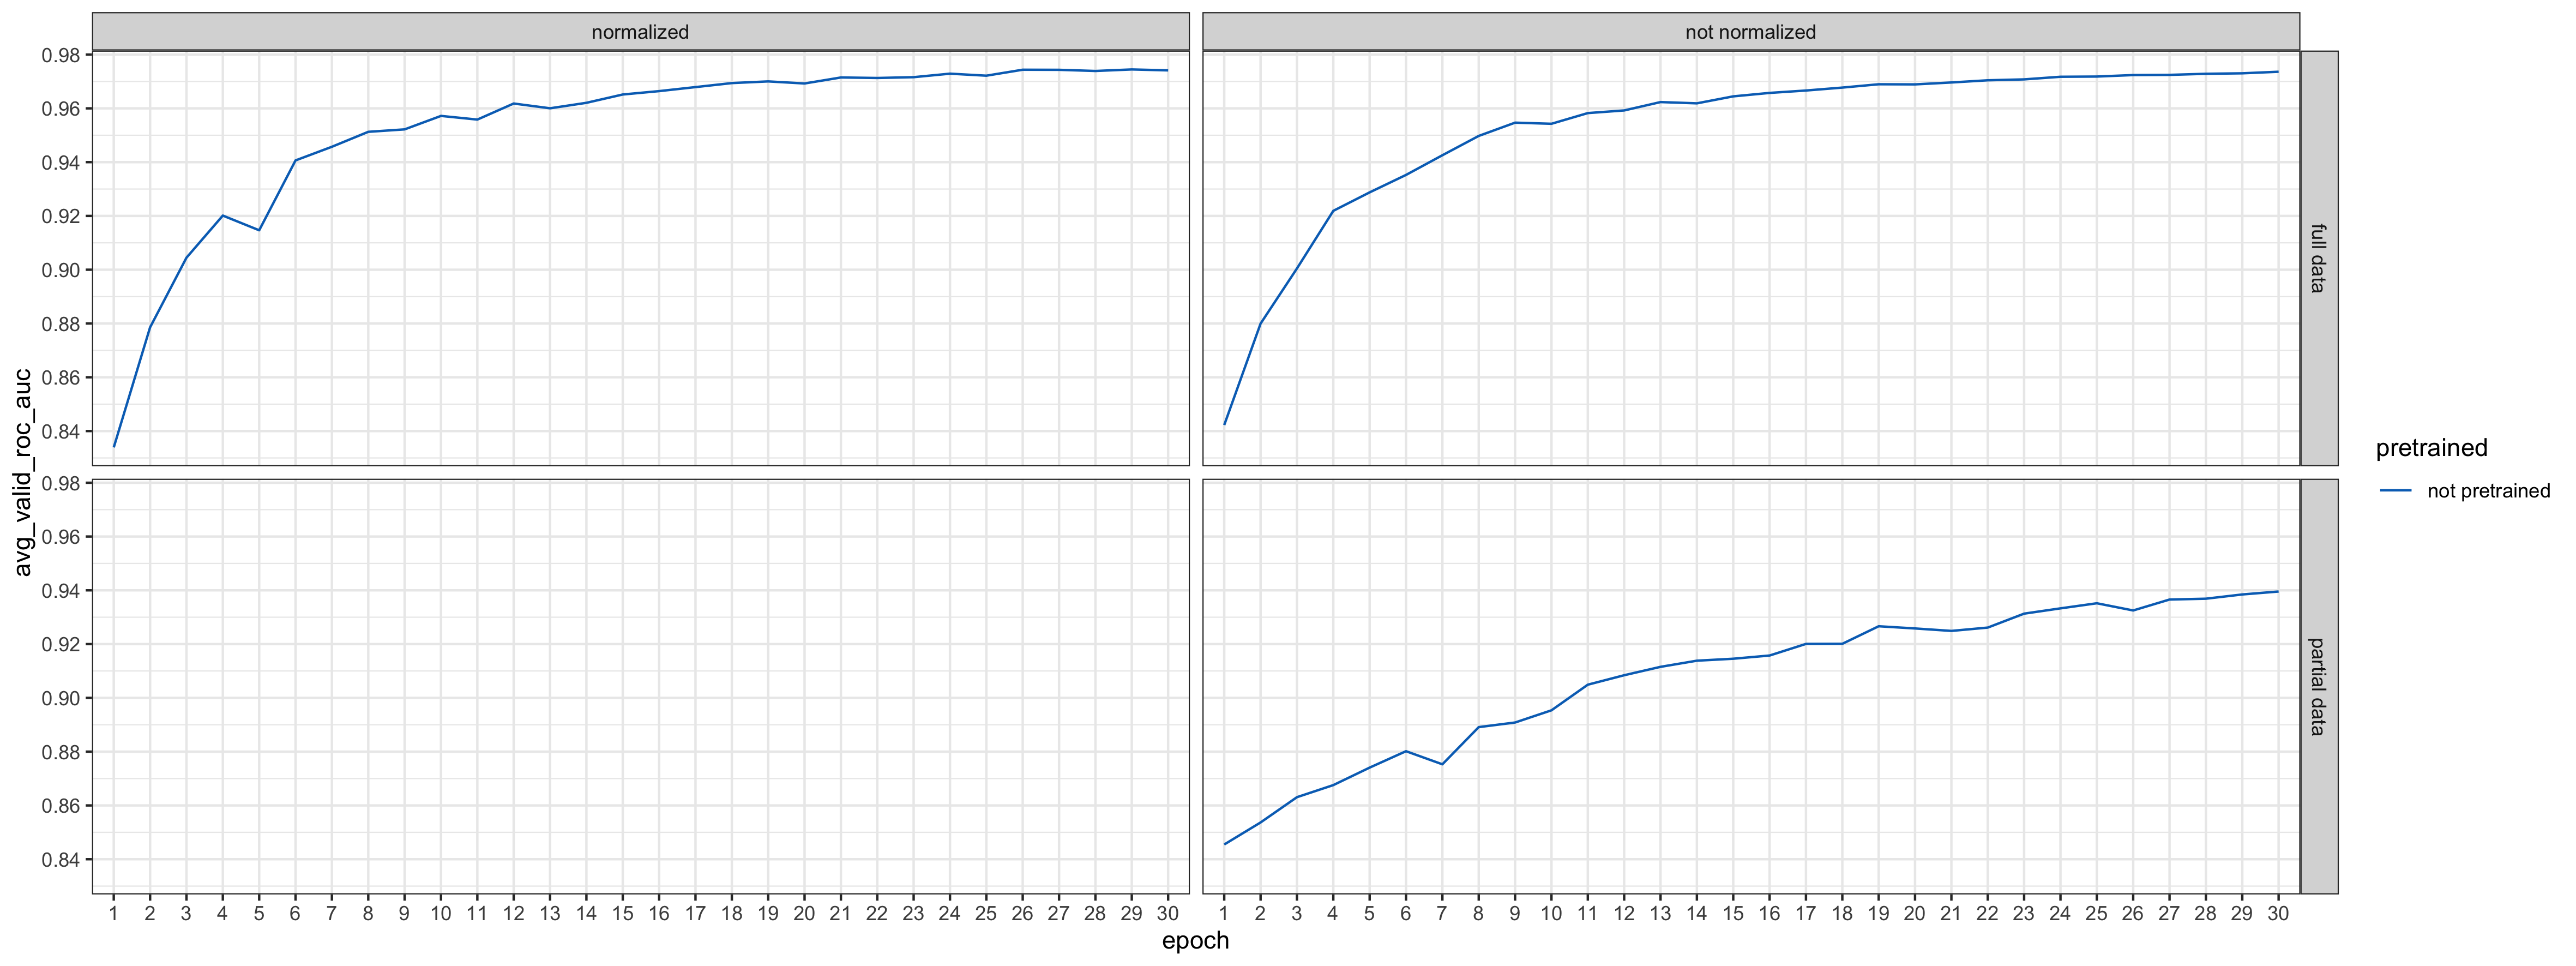 normalized
not normalized
0.98
0.96
0.94
0.92
0.90
0.88
0.86
0.84
full data
avg_valid_roc_auc
0.98
0.96
0.94
0.92
0.90
0.88
0.86
0.84
partial data
1 2 3 4 5 6 7 8 9 10 11 12 13 14 15 16 17 18 19 20 21 22 23 24 25 26 27 28 29 30
1 2 3 4 5 6 7 8 9 10 11 12 13 14 15 16 17 18 19 20 21 22 23 24 25 26 27 28 29 30
epoch
pretrained
not pretrained